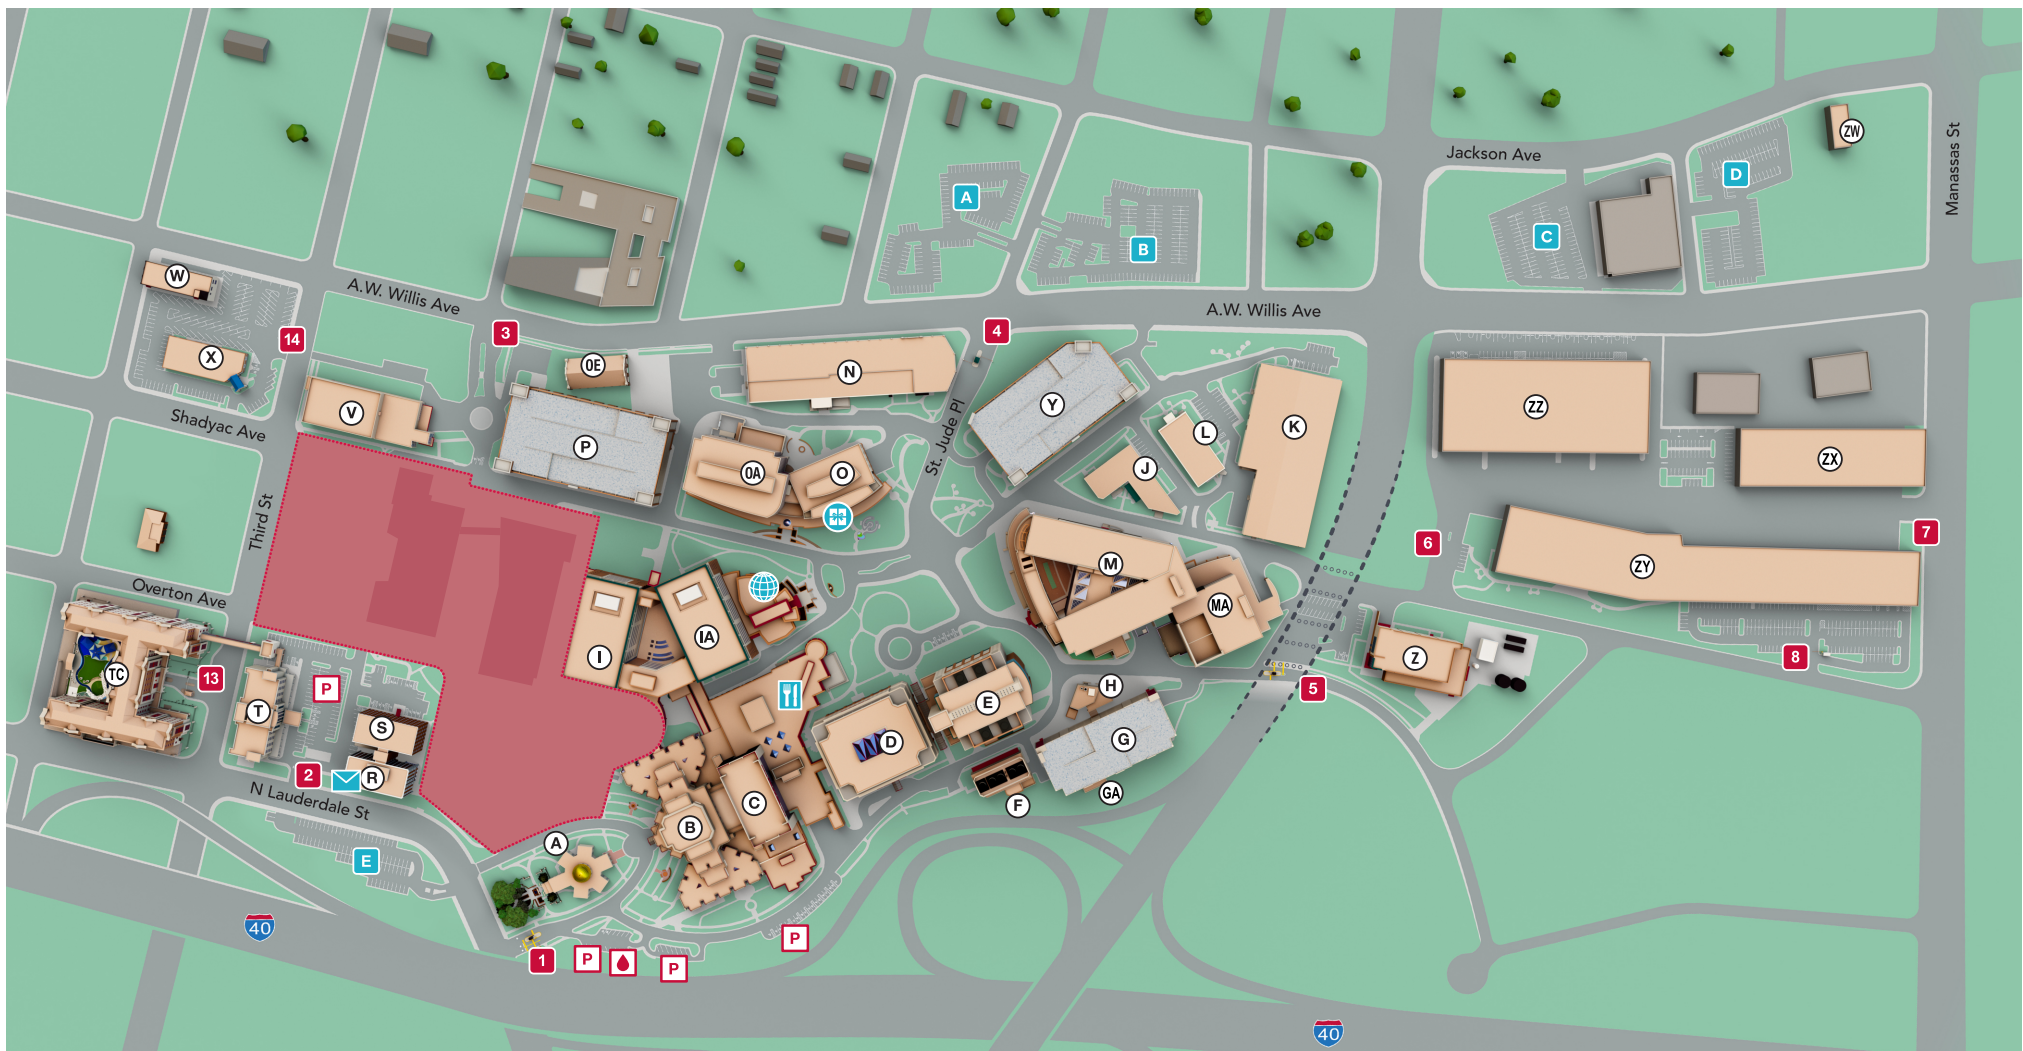 Jackson Ave
ZW
Manassas St
A
D
B
C
W
A.W. Willis Ave
A.W. Willis Ave
14
3
4
X
OE
N
V
Shadyac Ave
P
OA
O
St. Jude Pl
Y
L
K
J
ZZ
ZX
Third St
M
MA
6
7
ZY
Overton Ave
TC
13
T
P
S
R
2
I
IA
N Lauderdale St
E
D
H
G
GA
F
E
Z
5
8
C
B
A
40
1
P
P
P
40